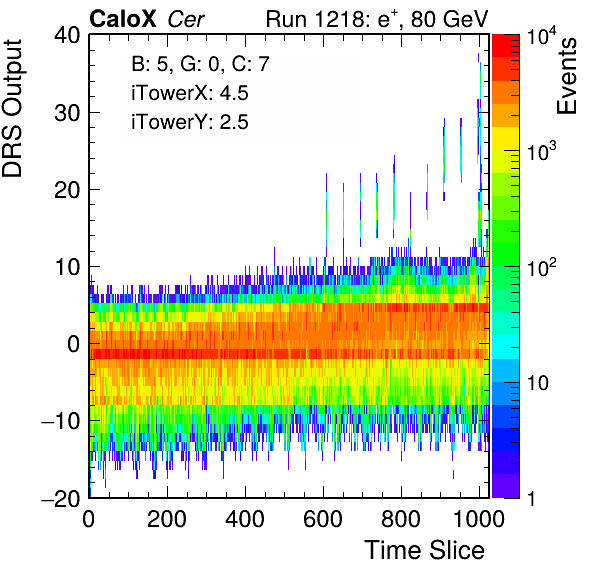 CaloX Cer
Run 1218: e⁺, 80 GeV
B: 5, G: 0, C: 7
iTowerX: 4.5
iTowerY: 2.5
DRS Output
40
30
20
10
0
−10
−20
0 200 400 600 800 1000
Time Slice
Events
10⁴
10³
10²
10
1